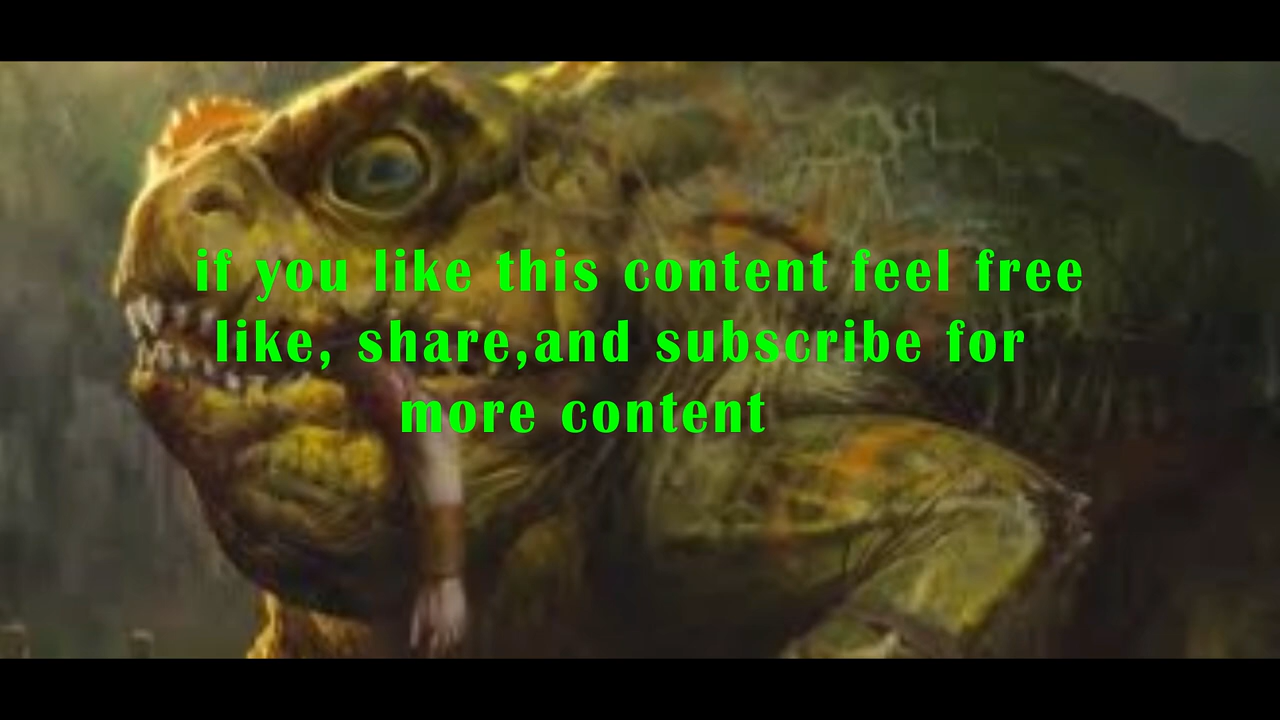 if you like this content feel free
like, share,and subscribe for
more content